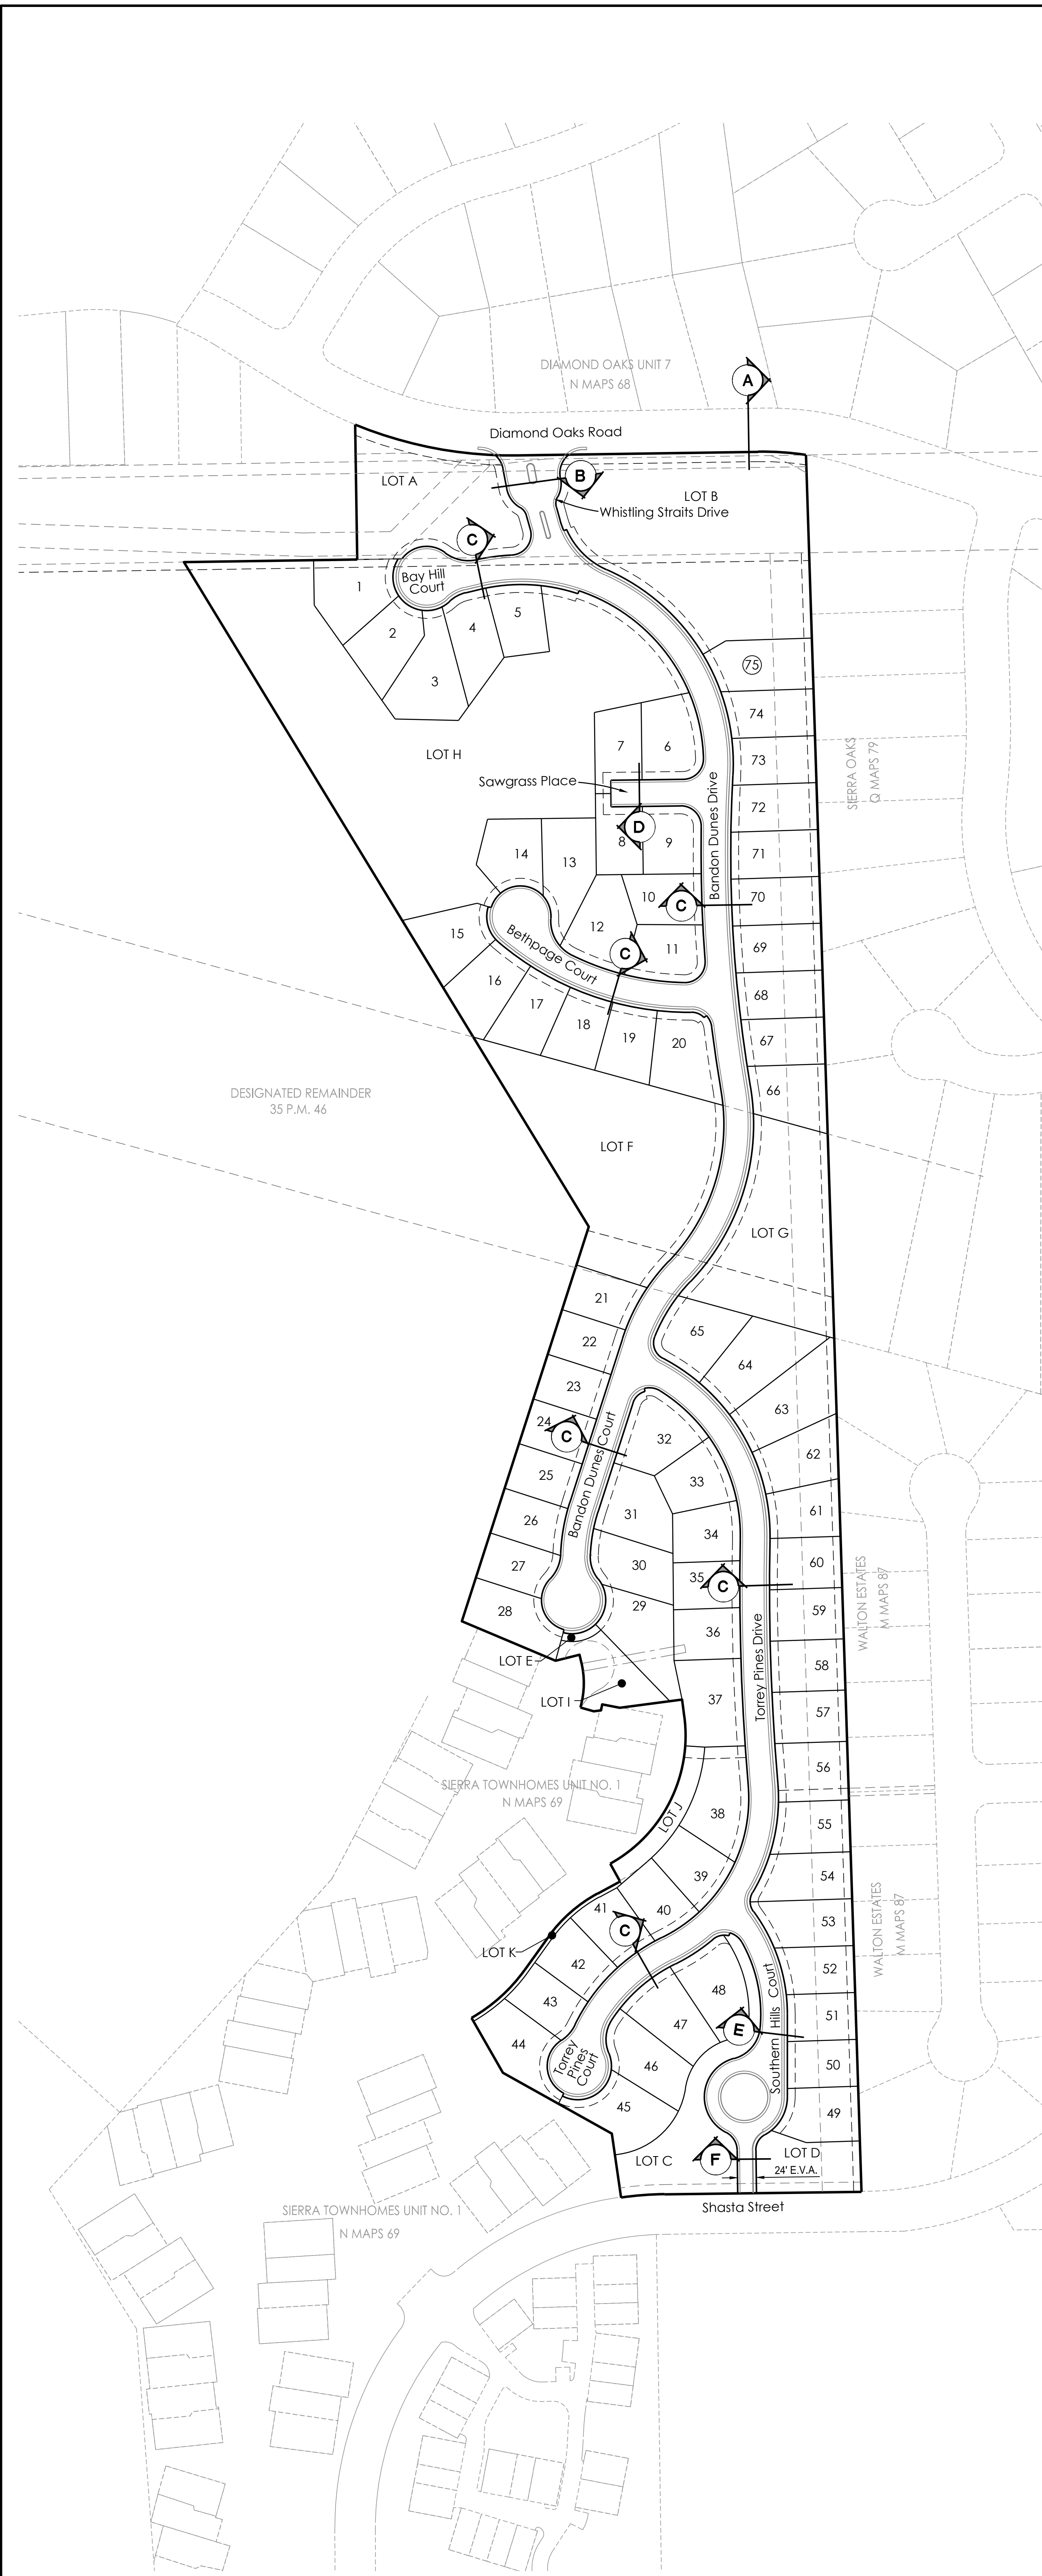 DIAMOND OAKS UNIT 7
N MAPS 68
A
Diamond Oaks Road
LOT A
B
LOT B
Whistling Straits Drive
C
Bay Hill
Court
1
2
3
4
5
75
74
73
72
71
70
69
68
67
66
LOT H
7
6
Sawgrass Place
D
8
9
Bandon Dunes Drive
SIERRA OAKS
Q MAPS 79
14
13
10
C
12
11
C
15
Bethpage Court
16
17
18
19
20
DESIGNATED REMAINDER
35 P.M. 46
LOT F
LOT G
21
22
23
24
C
25
26
27
28
Bandon Dunes Court
65
64
63
62
61
60
59
58
57
56
55
54
53
52
51
50
49
32
33
31
34
30
35
C
29
36
37
LOT E
LOT I
Torrey Pines Drive
WALTON ESTATES
M MAPS 87
SIERRA TOWNHOMES UNIT NO. 1
N MAPS 69
LOT J
38
39
40
41
C
LOT K
42
43
44
WALTON ESTATES
M MAPS 87
48
47
46
45
E
Torrey
Pines
Court
Southern Hills Court
LOT C
F
LOT D
24' E.V.A.
Shasta Street
SIERRA TOWNHOMES UNIT NO. 1
N MAPS 69